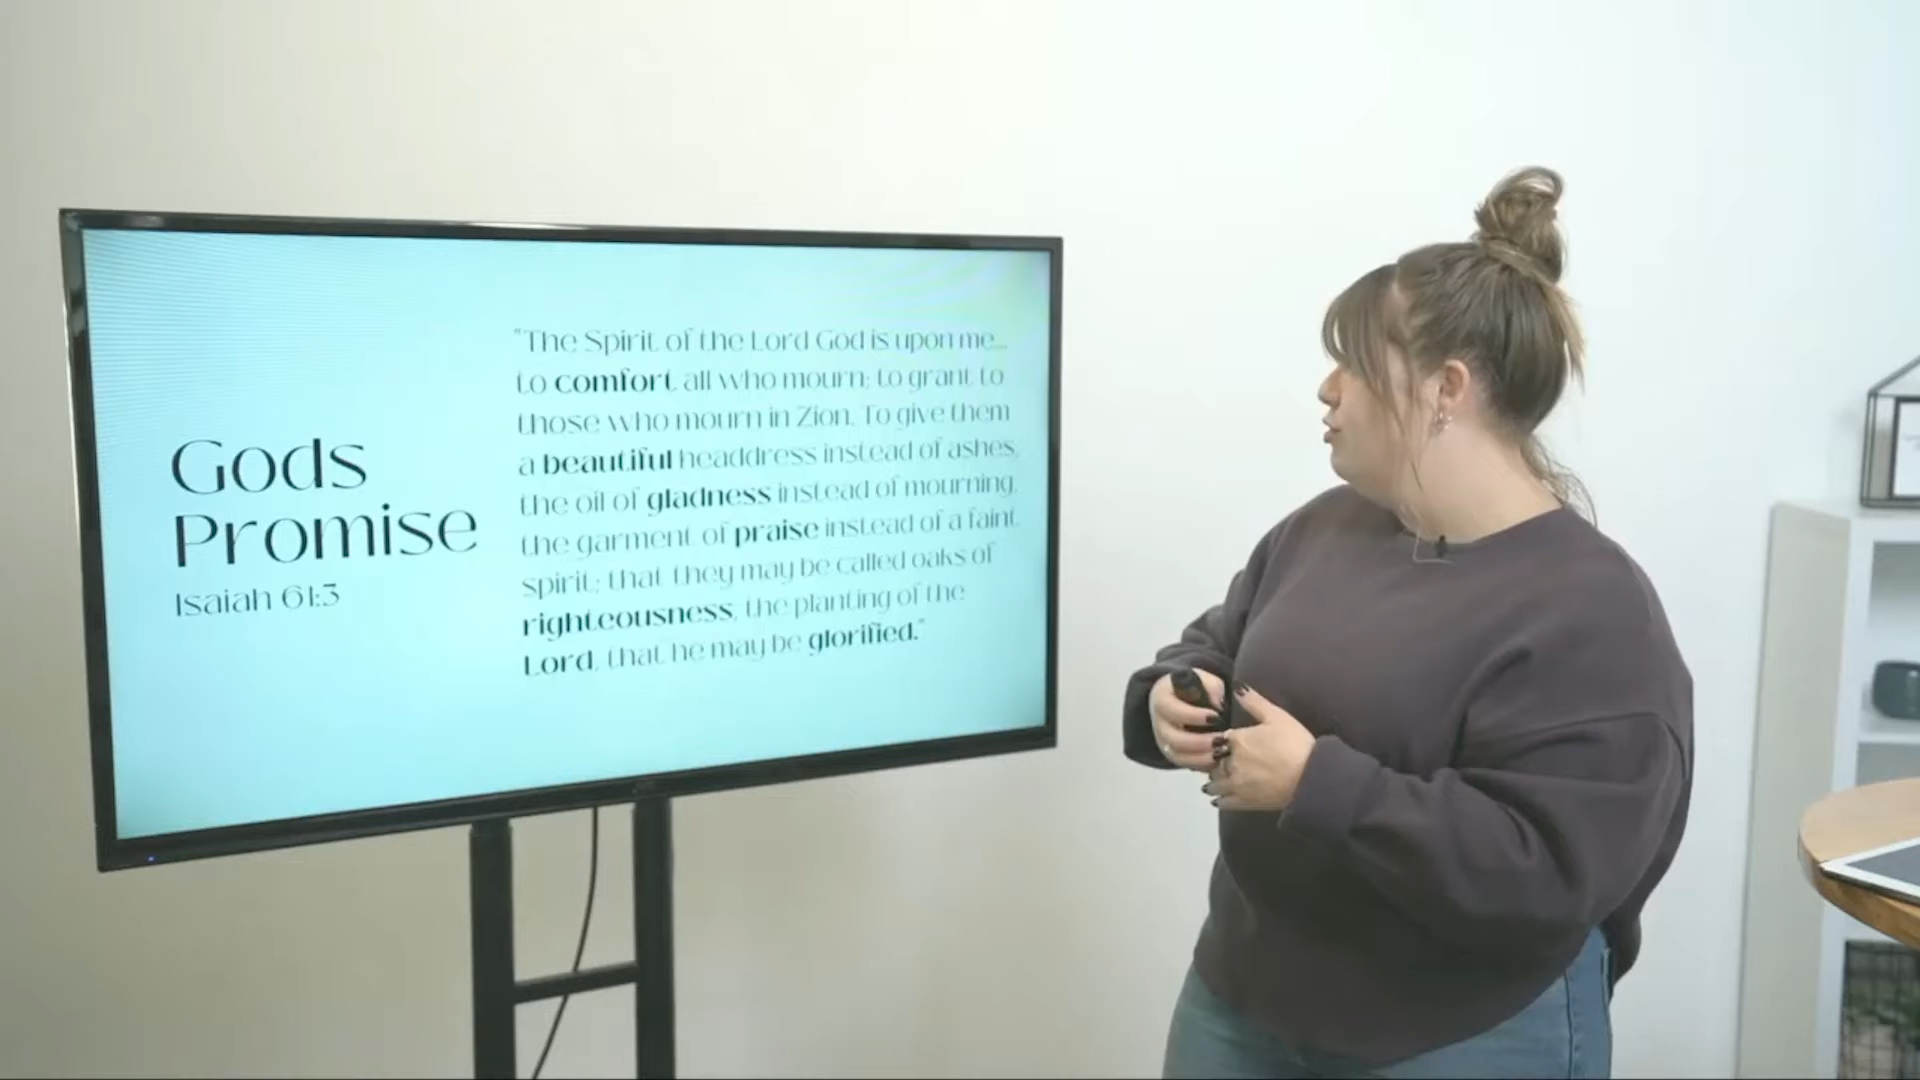 Gods
Promise
Isaiah 61:3
"The Spirit of the Lord God is upon me...
to comfort all who mourn; to grant to
those who mourn in Zion, To give them
a beautiful headdress instead of ashes,
the oil of gladness instead of mourning,
the garment of praise instead of a faint
spirit; that they may be called oaks of
righteousness, the planting of the
Lord, that he may be glorified."